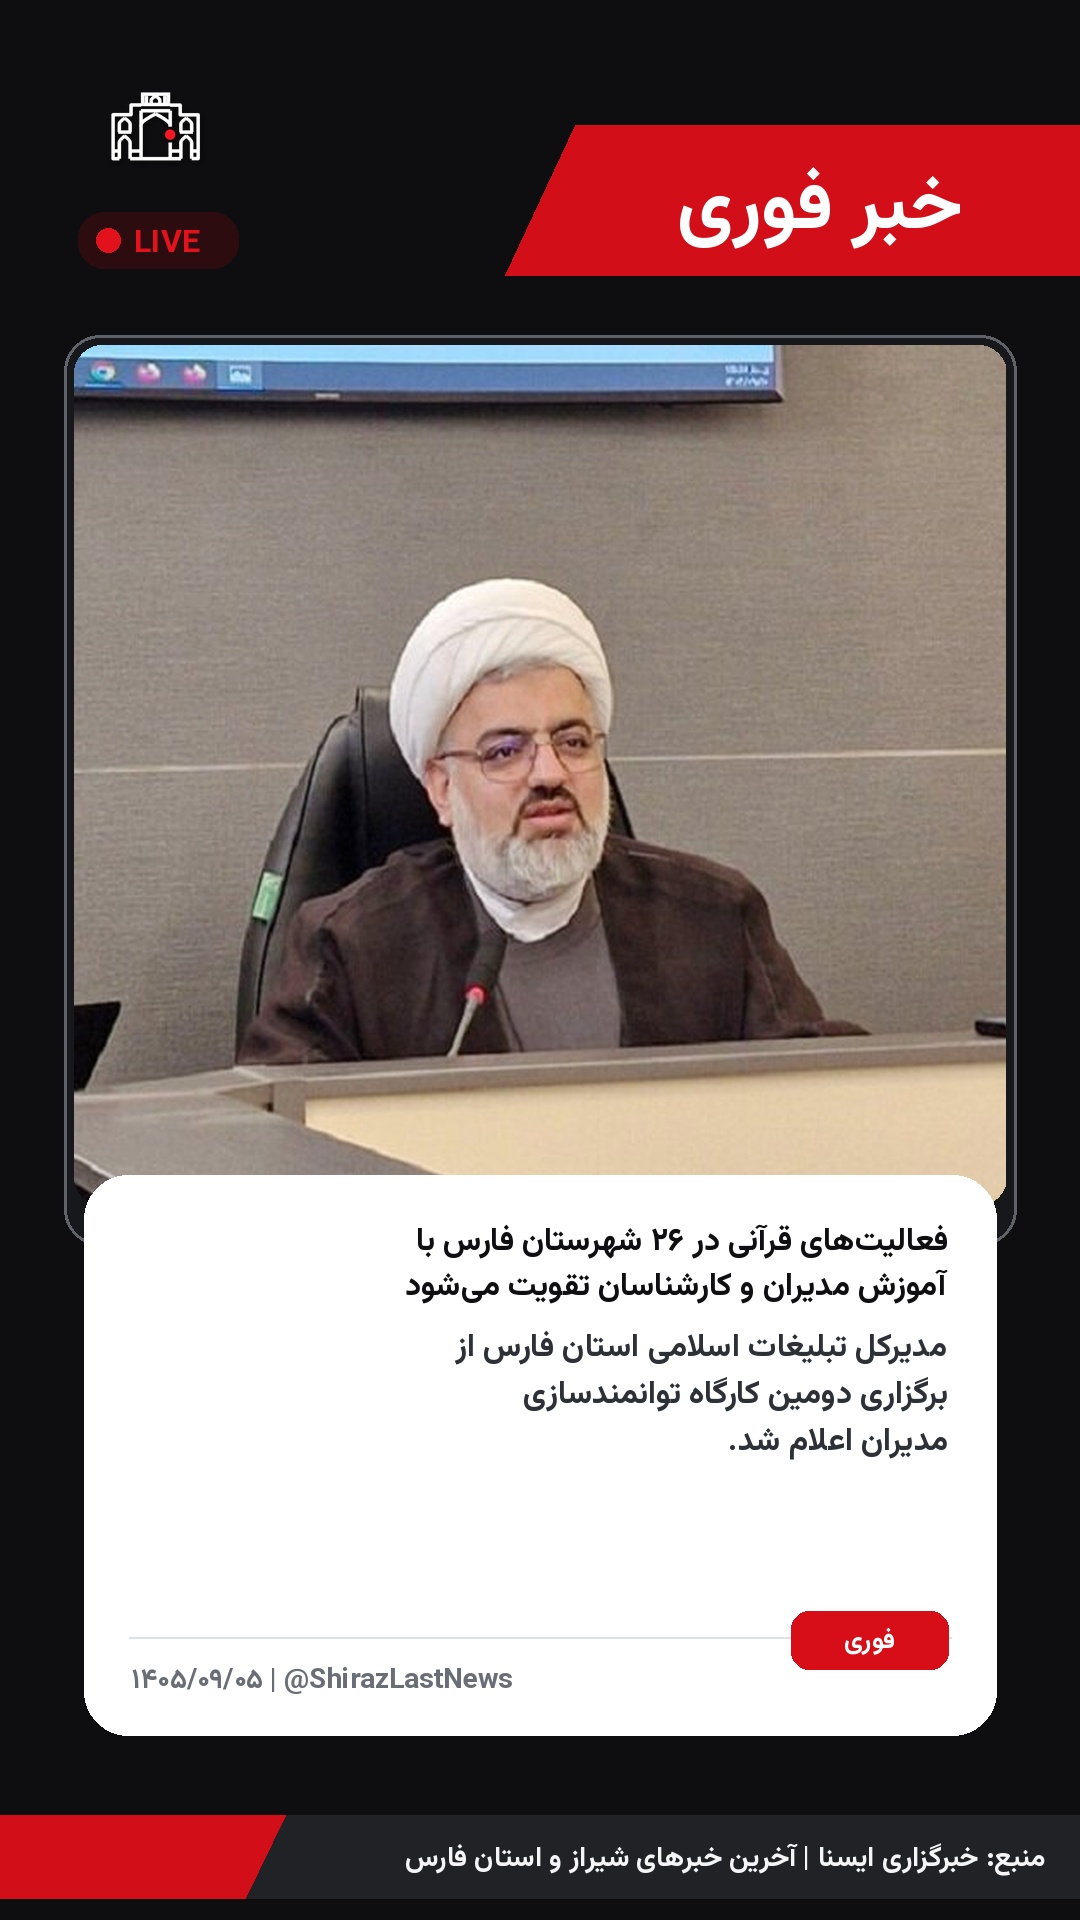 خبر فوری
LIVE
فعالیت‌های قرآنی در ۲۶ شهرستان فارس با
آموزش مدیران و کارشناسان تقویت می‌شود
مدیرکل تبلیغات اسلامی استان فارس از
برگزاری دومین کارگاه توانمندسازی
مدیران اعلام شد.
فوری
۱۴۰۵/۰۹/۰۵ | @ShirazLastNews
منبع: خبرگزاری ایسنا | آخرین خبرهای شیراز و استان فارس